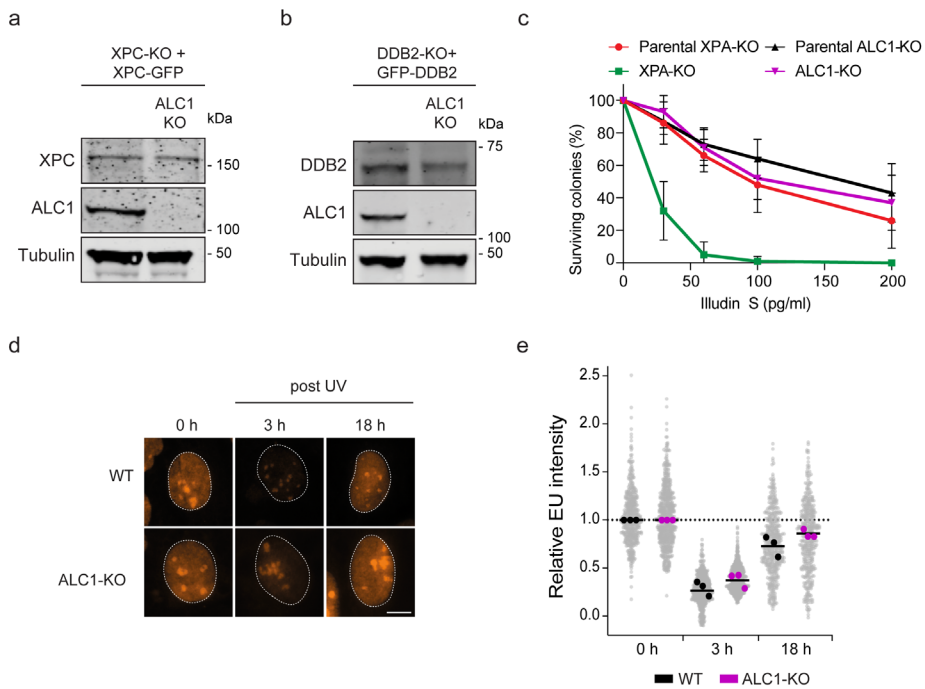 a
XPC-KO +
XPC-GFP
ALC1
KO
kDa
XPC
- 150
ALC1
- 100
Tubulin
- 50
b
DDB2-KO+
GFP-DDB2
ALC1
KO
kDa
- 75
DDB2
ALC1
- 100
Tubulin
- 50
c
Parental XPA-KO
Parental ALC1-KO
XPA-KO
ALC1-KO
Surviving colonies (%)
100
80
60
40
20
0
0
50
100
150
200
Illudin S (pg/ml)
d
post UV
0 h
3 h
18 h
WT
ALC1-KO
e
Relative EU intensity
2.5
2.0
1.5
1.0
0.5
0.0
0 h
3 h
18 h
WT
ALC1-KO